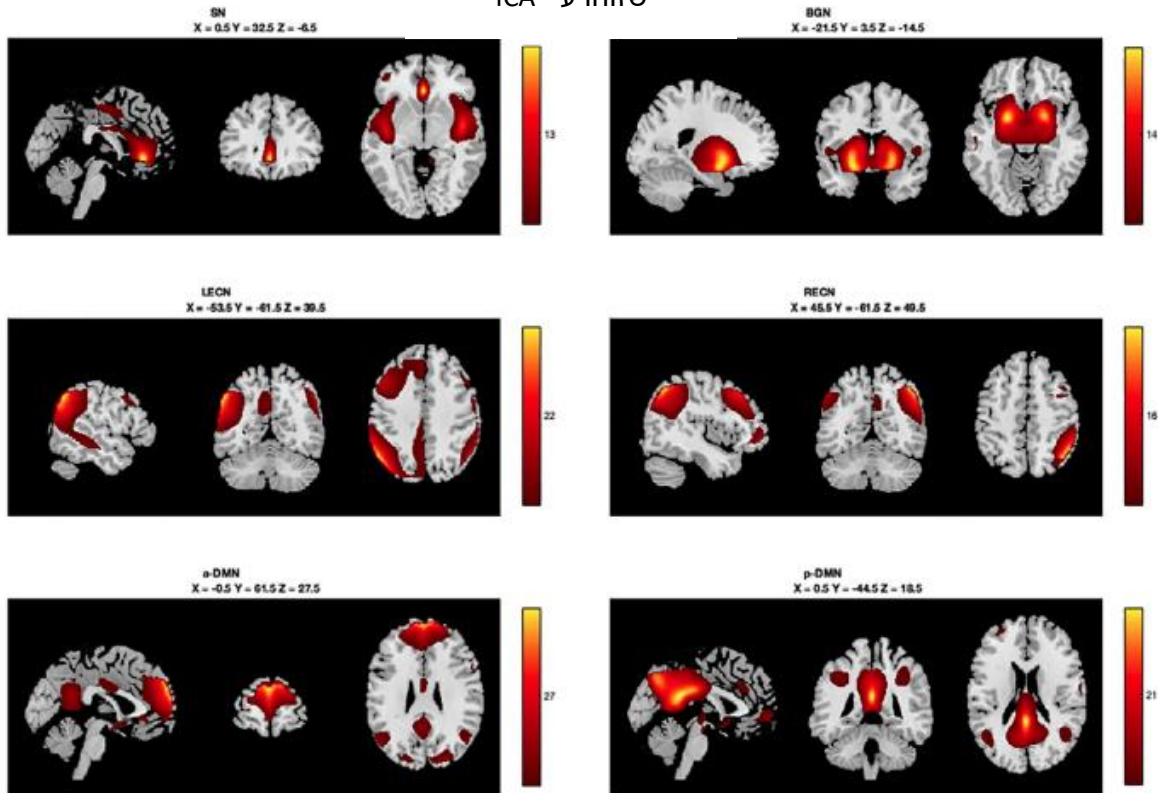 SN
X = 0.5 Y = 32.5 Z = -6.5
13
BGN
X = -21.5 Y = 3.5 Z = -14.5
14
LECN
X = -53.5 Y = -61.5 Z = 39.5
22
RECN
X = 45.5 Y = -61.5 Z = 49.5
16
a-DMN
X = -0.5 Y = 61.5 Z = 27.5
27
p-DMN
X = 0.5 Y = -44.5 Z = 18.5
21